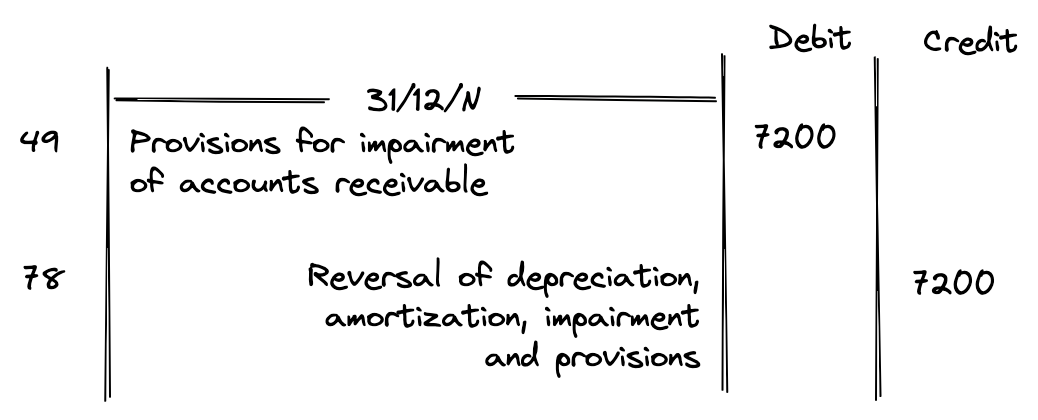 Debit Credit
31/12/N
49 Provisions for impairment 7200
of accounts receivable
78 Reversal of depreciation, 7200
amortization, impairment
and provisions